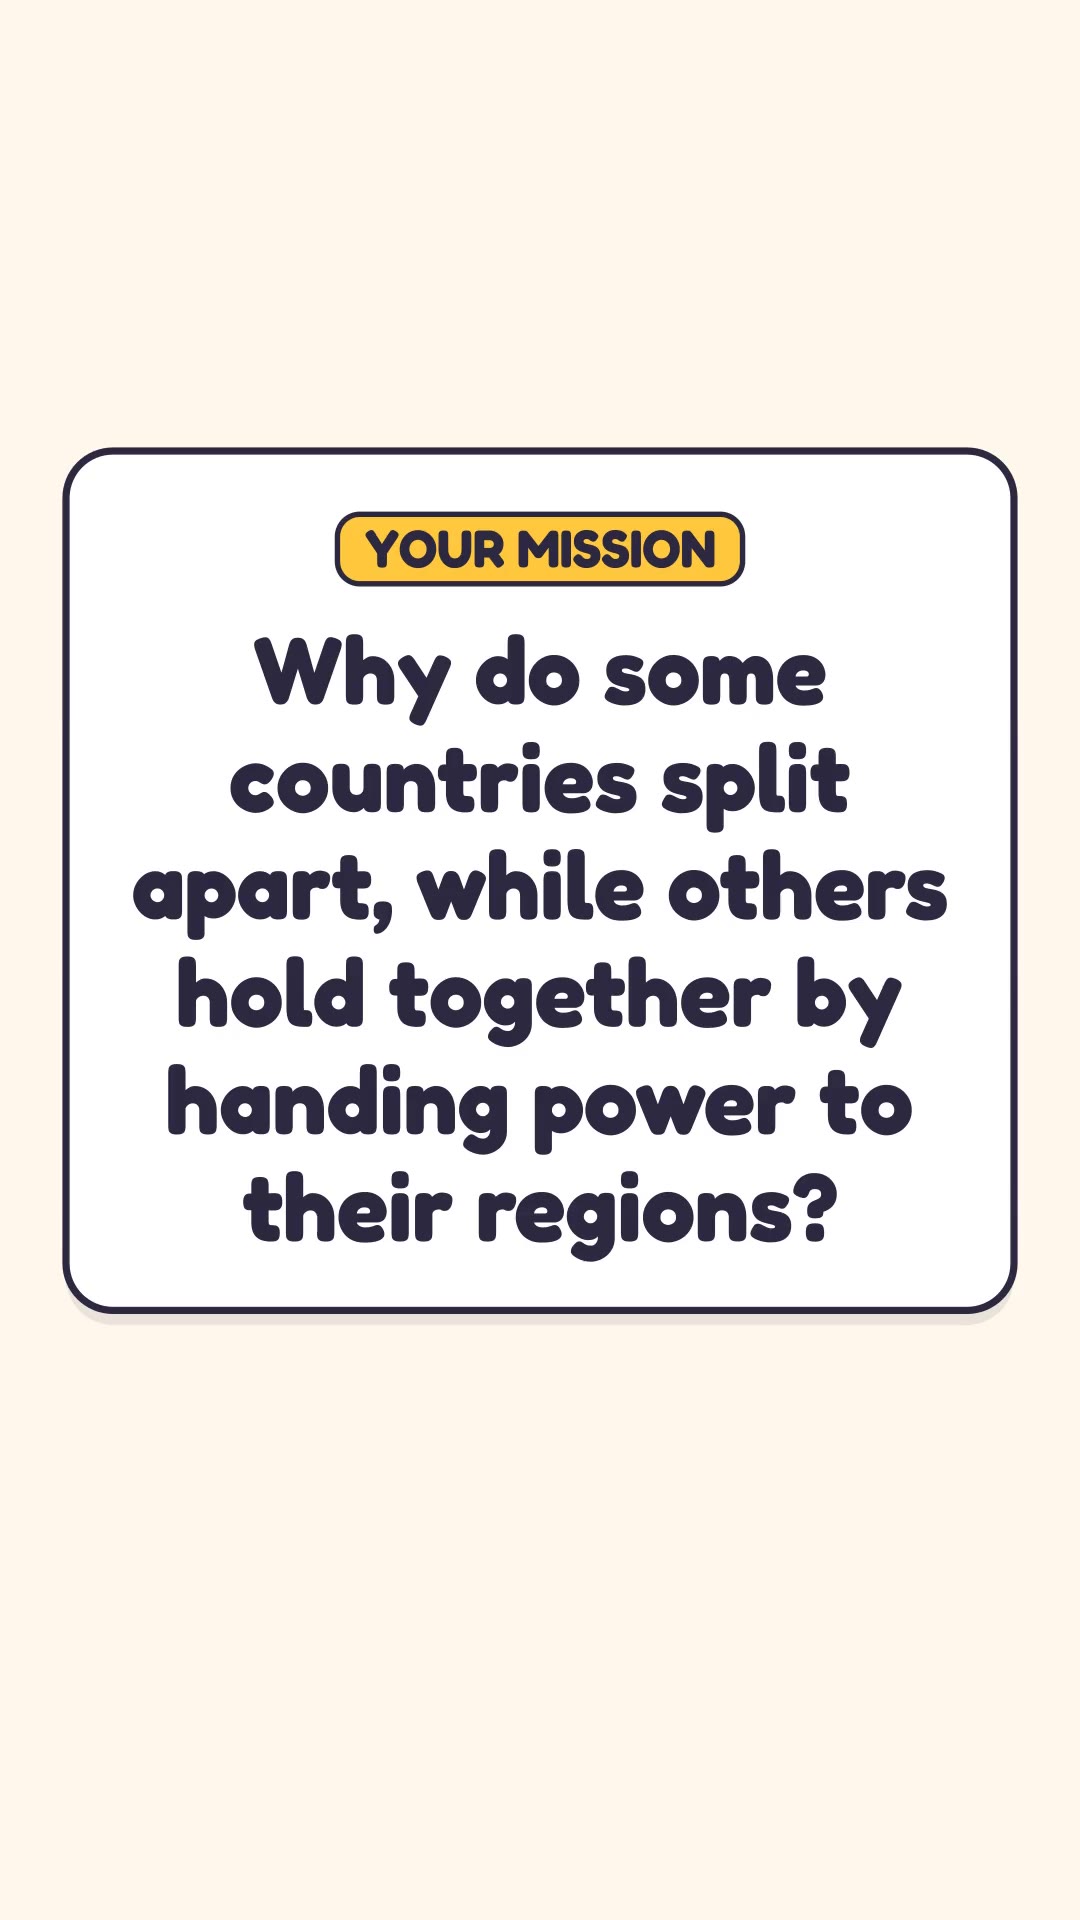 YOUR MISSION
Why do some
countries split
apart, while others
hold together by
handing power to
their regions?